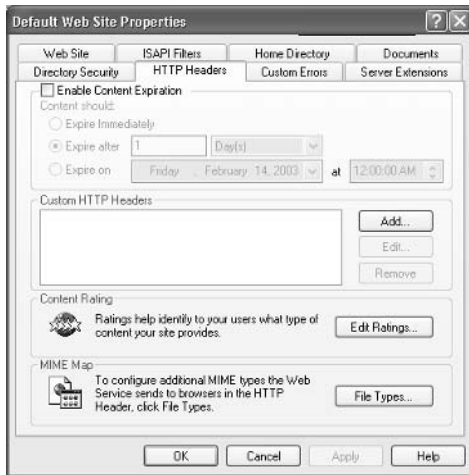 Default Web Site Properties
Web Site ISAPI Filters Home Directory Documents
Directory Security HTTP Headers Custom Errors Server Extensions
Enable Content Expiration
Content should:
Expire Immediately
Expire after 1 Day(s)
Expire on Friday , February 14, 2003 at 12:00:00 AM
Custom HTTP Headers
Add...
Edit...
Remove
Content Rating
Ratings help identify to your users what type of
content your site provides.
Edit Ratings...
MIME Map
To configure additional MIME types the Web
Service sends to browsers in the HTTP
Header, click File Types.
File Types...
OK Cancel Apply Help